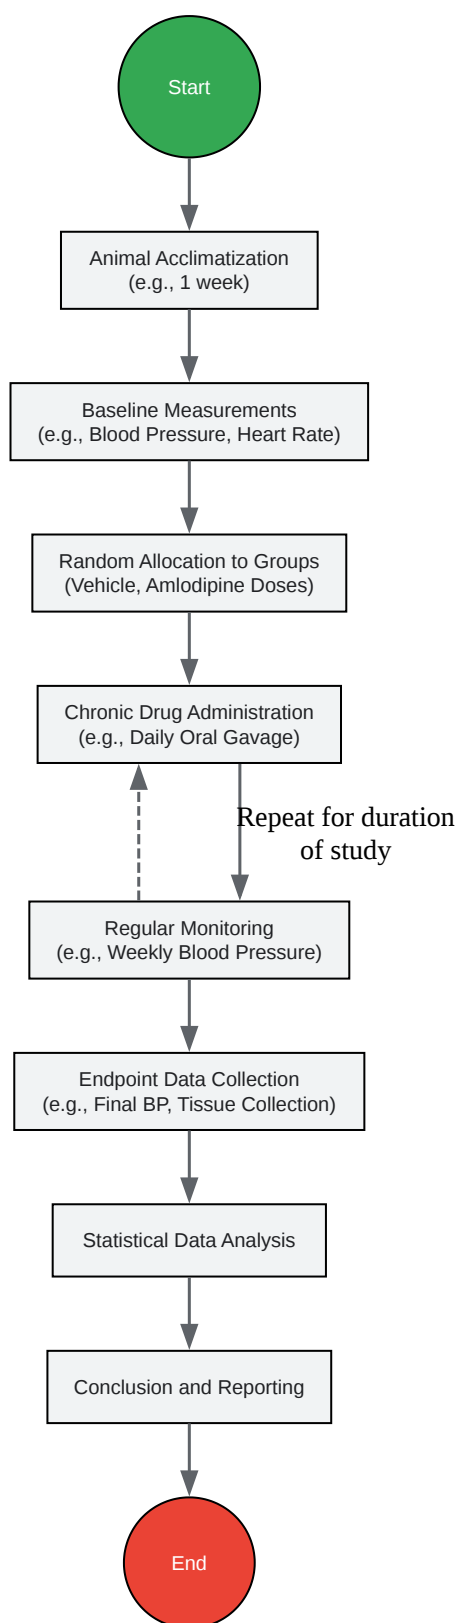 Start
Animal Acclimatization
(e.g., 1 week)
Baseline Measurements
(e.g., Blood Pressure, Heart Rate)
Random Allocation to Groups
(Vehicle, Amlodipine Doses)
Chronic Drug Administration
(e.g., Daily Oral Gavage)
Repeat for duration
of study
Regular Monitoring
(e.g., Weekly Blood Pressure)
Endpoint Data Collection
(e.g., Final BP, Tissue Collection)
Statistical Data Analysis
Conclusion and Reporting
End